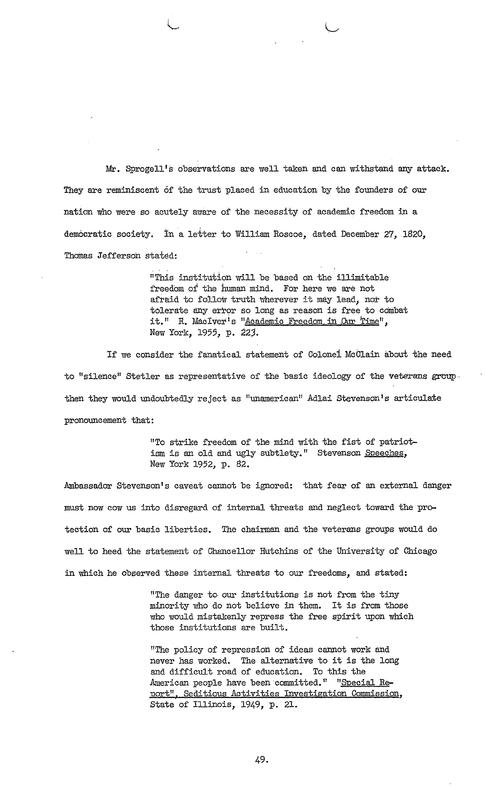 Mr. Sprogell's observations are well taken and can withstand any attack.
They are reminiscent of the trust placed in education by the founders of our
nation who were so acutely aware of the necessity of academic freedom in a
democratic society. In a letter to William Roscoe, dated December 27, 1820,
Thomas Jefferson stated:
"This institution will be based on the illimitable
freedom of the human mind. For here we are not
afraid to follow truth wherever it may lead, nor to
tolerate any error so long as reason is free to combat
it." R. MacIver's "Academic Freedom in Our Time",
New York, 1955, p. 223.
If we consider the fanatical statement of Colonel McClain about the need
to "silence" Stetler as representative of the basic ideology of the veterans group
then they would undoubtedly reject as "unamerican" Adlai Stevenson's articulate
pronouncement that:
"To strike freedom of the mind with the fist of patriot-
ism is an old and ugly subtlety." Stevenson Speeches,
New York 1952, p. 82.
Ambassador Stevenson's caveat cannot be ignored: that fear of an external danger
must now cow us into disregard of internal threats and neglect toward the pro-
tection of our basic liberties. The chairman and the veterans groups would do
well to heed the statement of Chancellor Hutchins of the University of Chicago
in which he observed these internal threats to our freedoms, and stated:
"The danger to our institutions is not from the tiny
minority who do not believe in them. It is from those
who would mistakenly repress the free spirit upon which
those institutions are built.
"The policy of repression of ideas cannot work and
never has worked. The alternative to it is the long
and difficult road of education. To this the
American people have been committed." "Special Re-
port", Seditious Activities Investigation Commission,
State of Illinois, 1949, p. 21.
49.